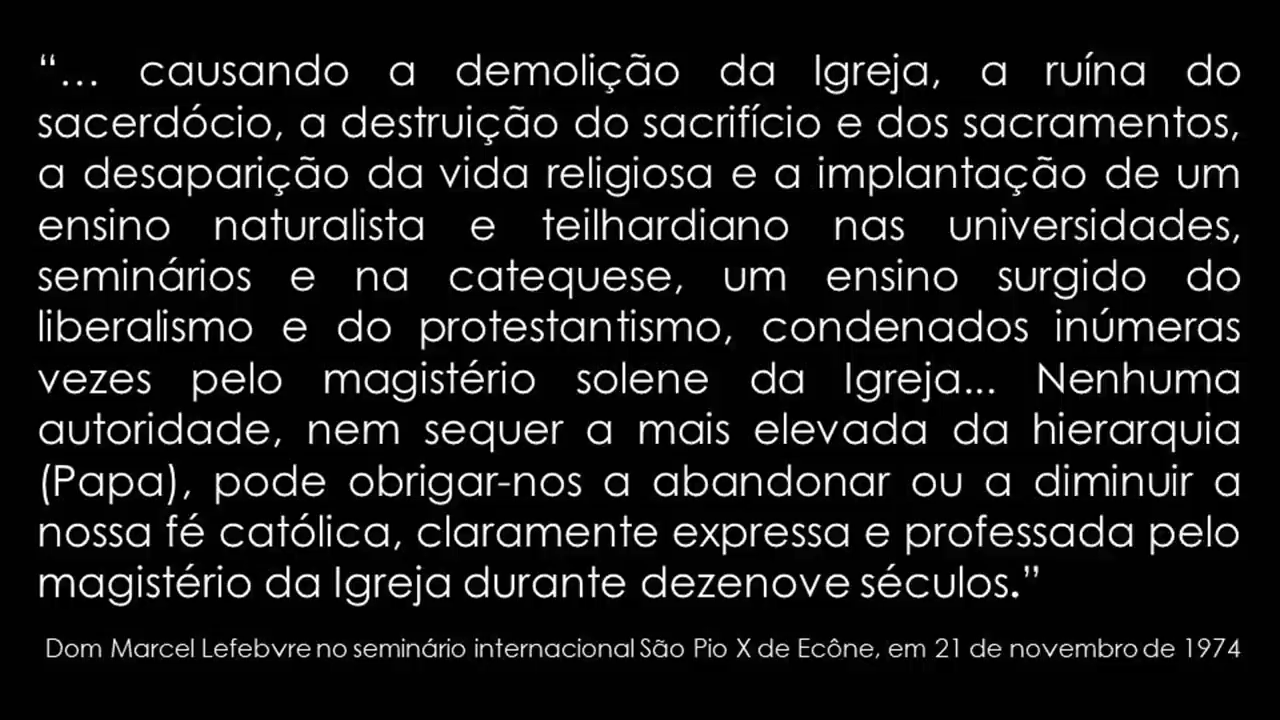 “... causando a demolição da Igreja, a ruína do
sacerdócio, a destruição do sacrifício e dos sacramentos,
a desaparição da vida religiosa e a implantação de um
ensino naturalista e teilhardiano nas universidades,
seminários e na catequese, um ensino surgido do
liberalismo e do protestantismo, condenados inúmeras
vezes pelo magistério solene da Igreja... Nenhuma
autoridade, nem sequer a mais elevada da hierarquia
(Papa), pode obrigar-nos a abandonar ou a diminuir a
nossa fé católica, claramente expressa e professada pelo
magistério da Igreja durante dezenove séculos.”
Dom Marcel Lefebvre no seminário internacional São Pio X de Ecône, em 21 de novembro de 1974